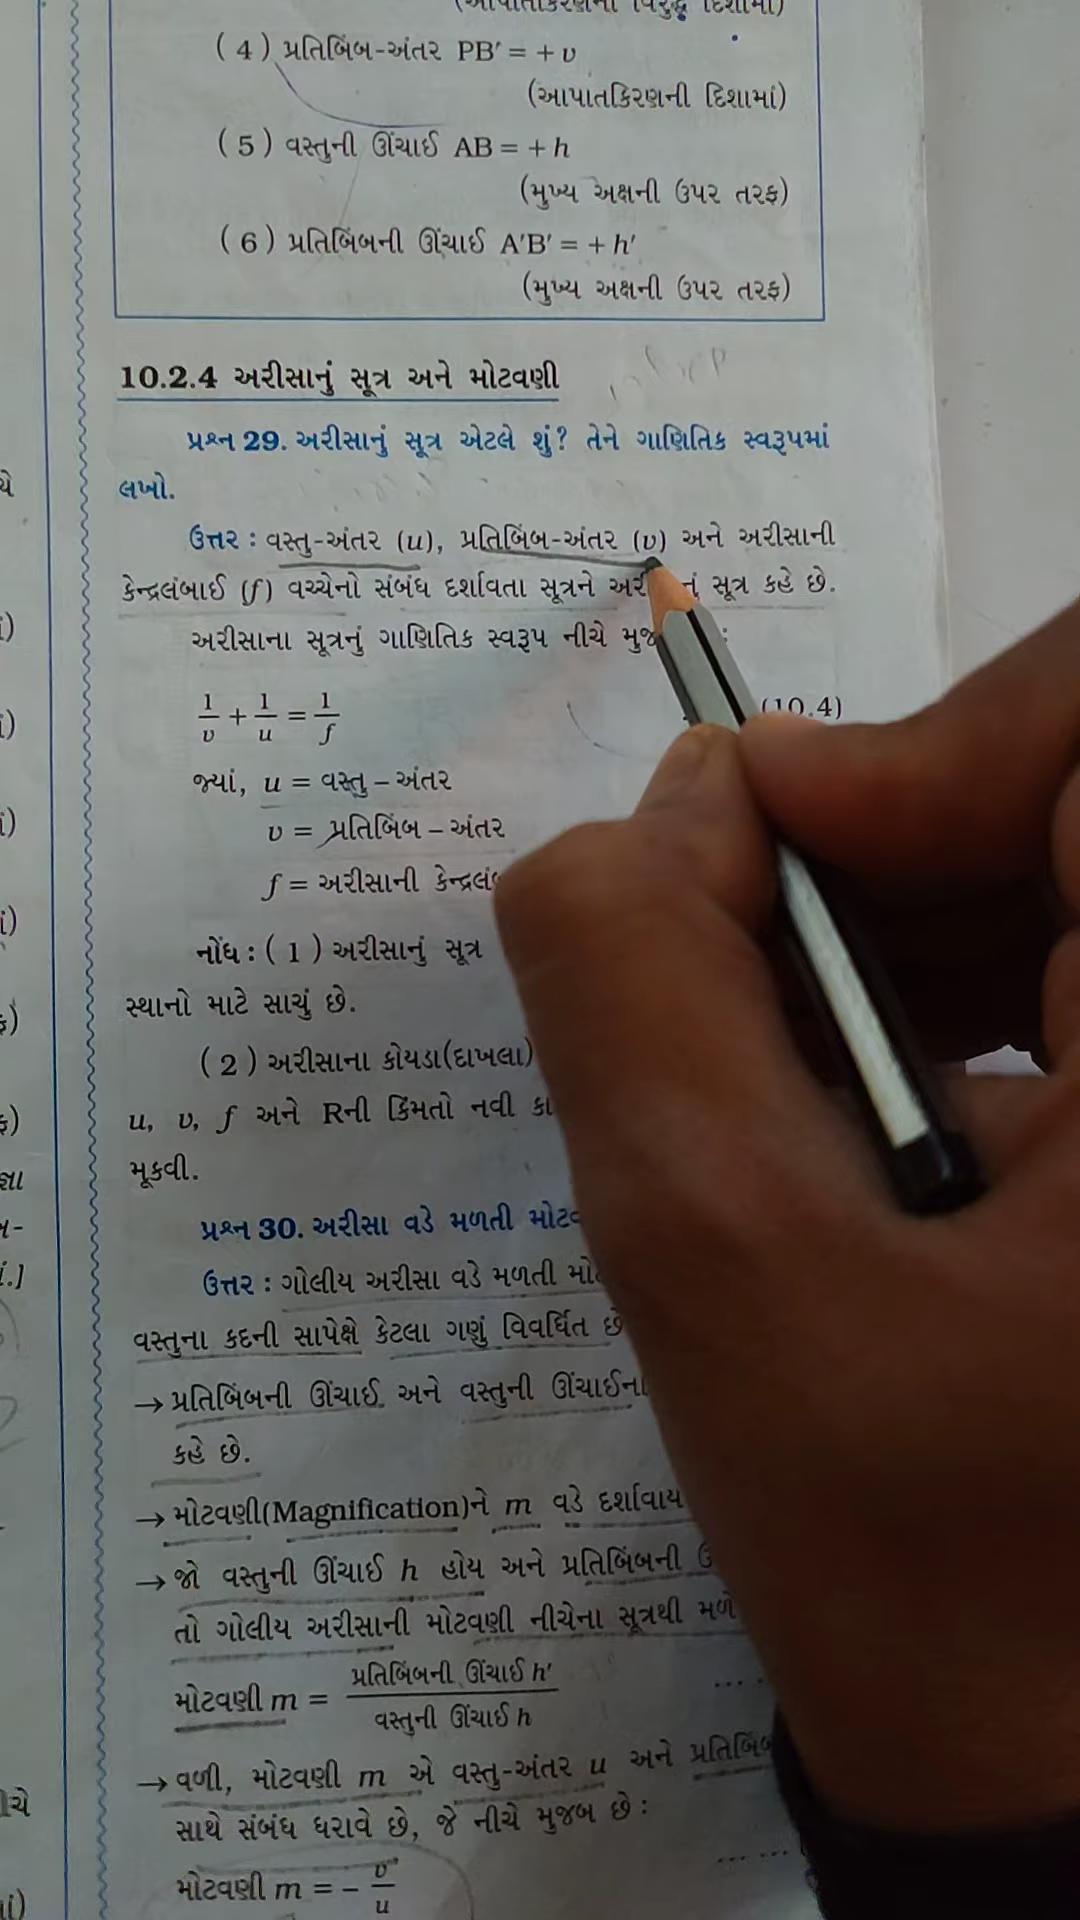 (4) પ્રતિબિંબ-અંતર PB' = + v
(આપાતકિરણની દિશામાં)
(5) વસ્તુની ઊંચાઈ AB = + h
(મુખ્ય અક્ષની ઉપર તરફ)
(6) પ્રતિબિંબની ઊંચાઈ A'B' = + h'
(મુખ્ય અક્ષની ઉપર તરફ)
10.2.4 અરીસાનું સૂત્ર અને મોટવણી
પ્રશ્ન 29. અરીસાનું સૂત્ર એટલે શું? તેને ગાણિતિક સ્વરૂપમાં
લખો.
ઉત્તર : વસ્તુ-અંતર (u), પ્રતિબિંબ-અંતર (v) અને અરીસાની
કેન્દ્રલંબાઈ (f) વચ્ચેનો સંબંધ દર્શાવતા સૂત્રને સૂત્ર કહે છે.
અરીસાના સૂત્રનું ગાણિતિક સ્વરૂપ નીચે
1/v + 1/u = 1/f (10.4)
જ્યાં, u = વસ્તુ – અંતર
v = પ્રતિબિંબ – અંતર
f = અરીસાની
નોંધ : (1) અરીસાનું સૂત્ર
સ્થાનો માટે સાચું છે.
(2) અરીસાના કોયડા(દાખલા)
u, v, f અને Rની કિંમતો નવી
મૂકવી.
પ્રશ્ન 30. અરીસા વડે મળતી
ઉત્તર : ગોલીય અરીસા વડે મળતી
વસ્તુના કદની સાપેક્ષે કેટલા ગણું વિવર્ધિત છે
→ પ્રતિબિંબની ઊંચાઈ અને વસ્તુની
કહે છે.
→ મોટવણી(Magnification)ને m વડે દર્શાવાય
→ જો વસ્તુની ઊંચાઈ h હોય અને પ્રતિબિંબની
તો ગોલીય અરીસાની મોટવણી નીચેના સૂત્રથી
મોટવણી m = પ્રતિબિંબની ઊંચાઈ h' / વસ્તુની ઊંચાઈ h
→ વળી, મોટવણી m એ વસ્તુ-અંતર u અને
સાથે સંબંધ ધરાવે છે, જે નીચે મુજબ છે :
મોટવણી m = – v/u